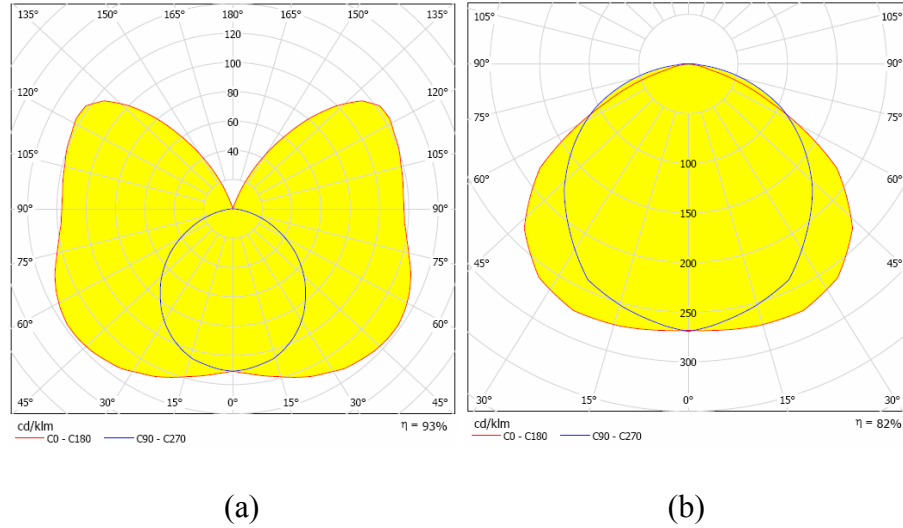 135° 165° 180° 165° 135°
150° 150°
120° 120°
105° 105°
90° 90°
75° 75°
60° 60°
45° 30° 15° 0° 15° 30° 45°
120
100
80
60
40
cd/klm
C0 - C180 C90 - C270
η = 93%
105° 105°
90° 90°
75° 75°
60° 60°
45° 45°
30° 15° 0° 15° 30°
100
150
200
250
300
cd/klm
C0 - C180 C90 - C270
η = 82%
(a) (b)